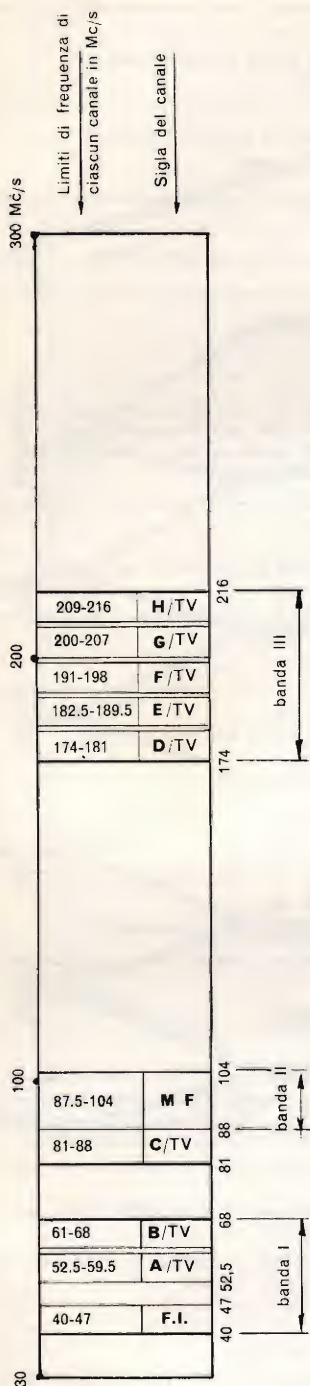 Limiti di frequenza di
ciascun canale in Mc/s
Sigla del canale
300 Mc/s
209-216 H/TV
216
200-207 G/TV
200
191-198 F/TV
182.5-189.5 E/TV
174-181 D/TV
174
banda III
100
87.5-104 M F
104
88
banda II
81-88 C/TV
81
61-68 B/TV
68
52.5-59.5 A/TV
52,5
47
40-47 F.I.
40
banda I
30